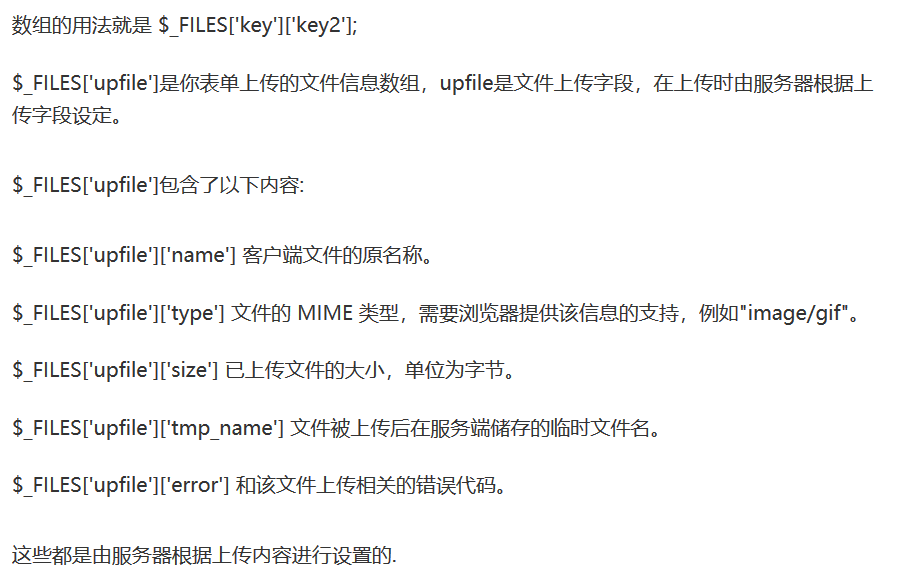 数组的用法就是 $_FILES['key']['key2'];
$_FILES['upfile']是你表单上传的文件信息数组，upfile是文件上传字段，在上传时由服务器根据上
传字段设定。
$_FILES['upfile']包含了以下内容:
$_FILES['upfile']['name'] 客户端文件的原名称。
$_FILES['upfile']['type'] 文件的 MIME 类型，需要浏览器提供该信息的支持，例如"image/gif"。
$_FILES['upfile']['size'] 已上传文件的大小，单位为字节。
$_FILES['upfile']['tmp_name'] 文件被上传后在服务端储存的临时文件名。
$_FILES['upfile']['error'] 和该文件上传相关的错误代码。
这些都是由服务器根据上传内容进行设置的.